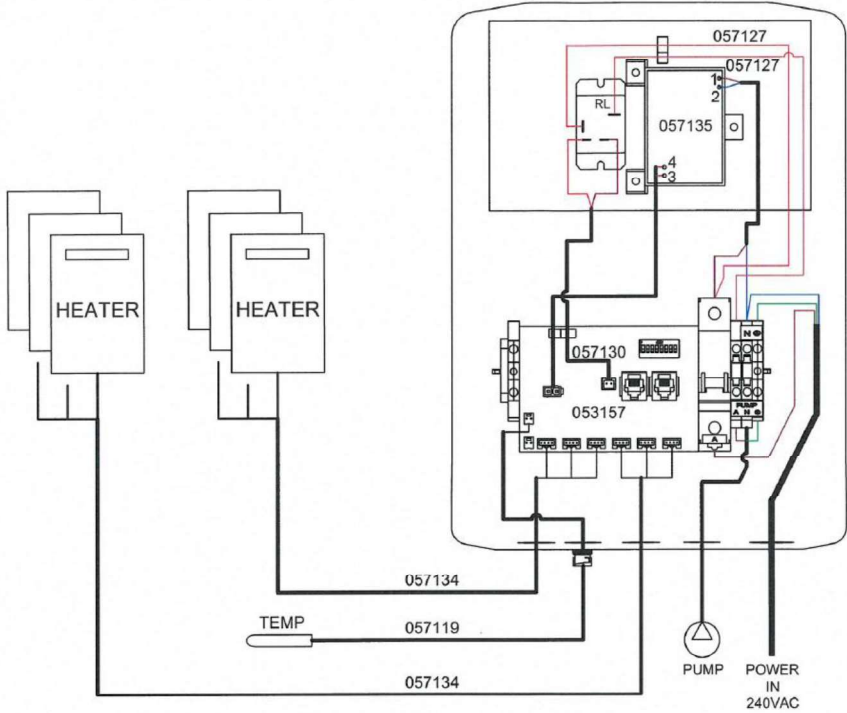 057127
057127
RL
1
2
057135
4
3
HEATER
HEATER
057130
053157
N
PUMP
A N
A
057134
TEMP
057119
057134
PUMP
POWER
IN
240VAC